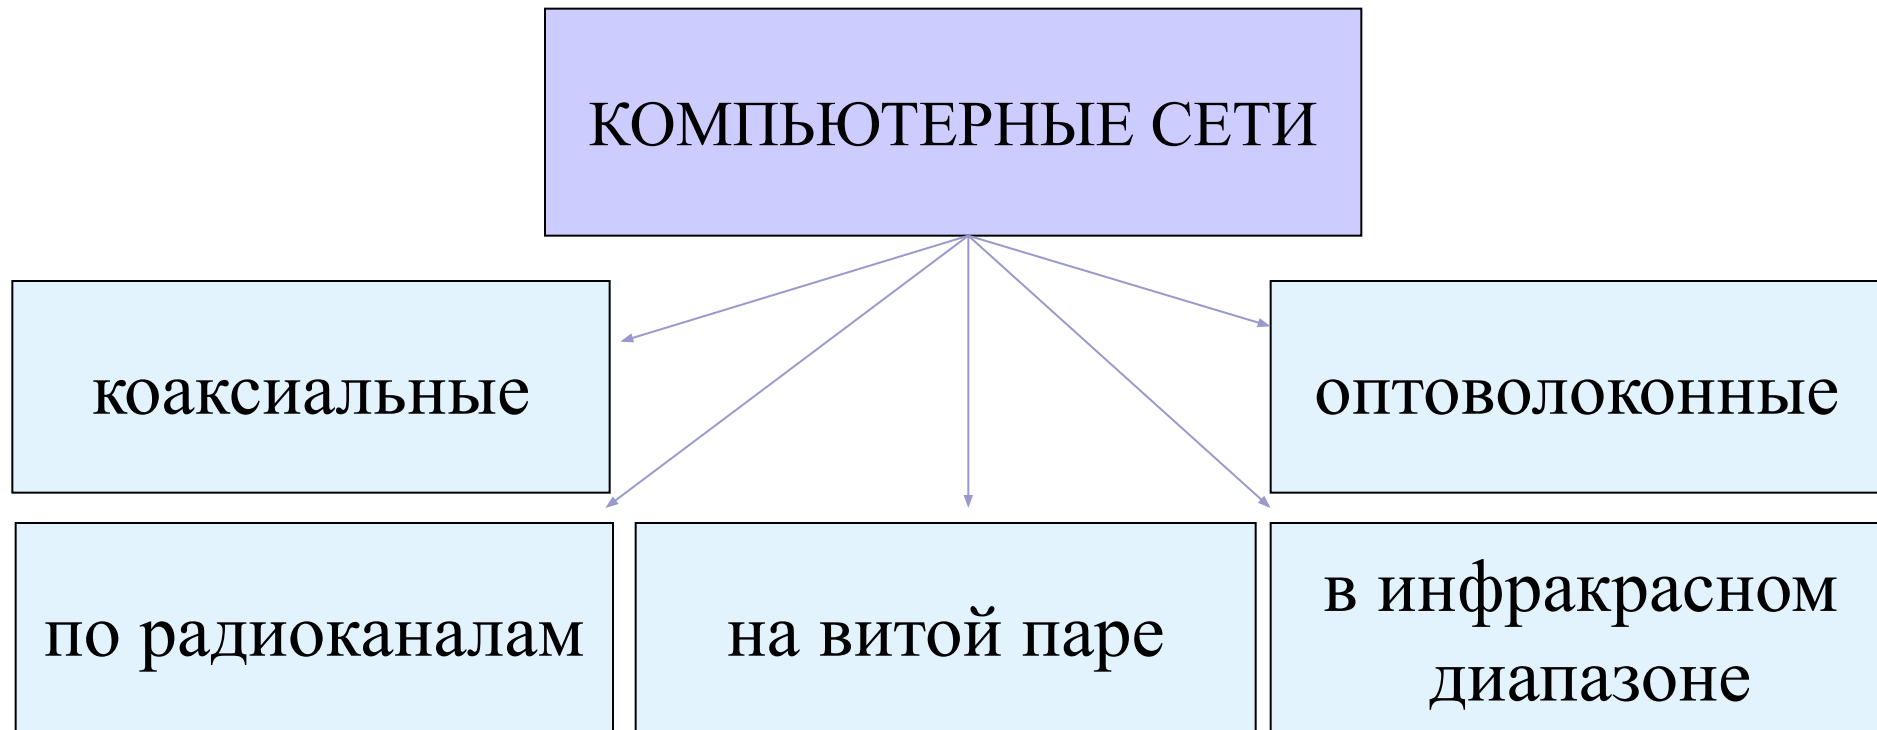 КОМПЬЮТЕРНЫЕ СЕТИ
коаксиальные
оптоволоконные
по радиоканалам
на витой паре
в инфракрасном
диапазоне